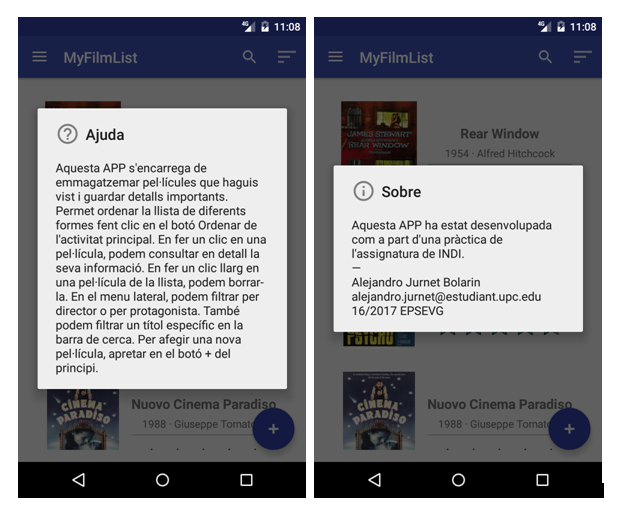 4G 11:08
MyFilmList
Ajuda
Aquesta APP s'encarrega de
emmagatzemar pel·lícules que haguis
vist i guardar detalls importants.
Permet ordenar la llista de diferents
formes fent clic en el botó Ordenar de
l'activitat principal. En fer un clic en una
pel·lícula, podem consultar en detall la
seva informació. En fer un clic llarg en
una pel·lícula de la llista, podem borrar-
la. En el menu lateral, podem filtrar per
director o per protagonista. També
podem filtrar un títol específic en la
barra de cerca. Per afegir una nova
pel·lícula, apretar en el botó + del
principi.
CINEMA
PARADISO
Nuovo Cinema Paradiso
1988 · Giuseppe Tornato
+
4G 11:08
MyFilmList
JAMES STEWART
REAR WINDOW
Rear Window
1954 · Alfred Hitchcock
Sobre
Aquesta APP ha estat desenvolupada
com a part d'una pràctica de
l'assignatura de INDI.
—
Alejandro Jurnet Bolarin
alejandro.jurnet@estudiant.upc.edu
16/2017 EPSEVG
PSYCHO
CINEMA
PARADISO
Nuovo Cinema Paradiso
1988 · Giuseppe Tornat
+